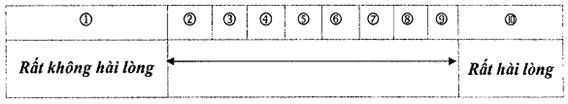 ① ② ③ ④ ⑤ ⑥ ⑦ ⑧ ⑨ ⑩
Rất không hài lòng Rất hài lòng